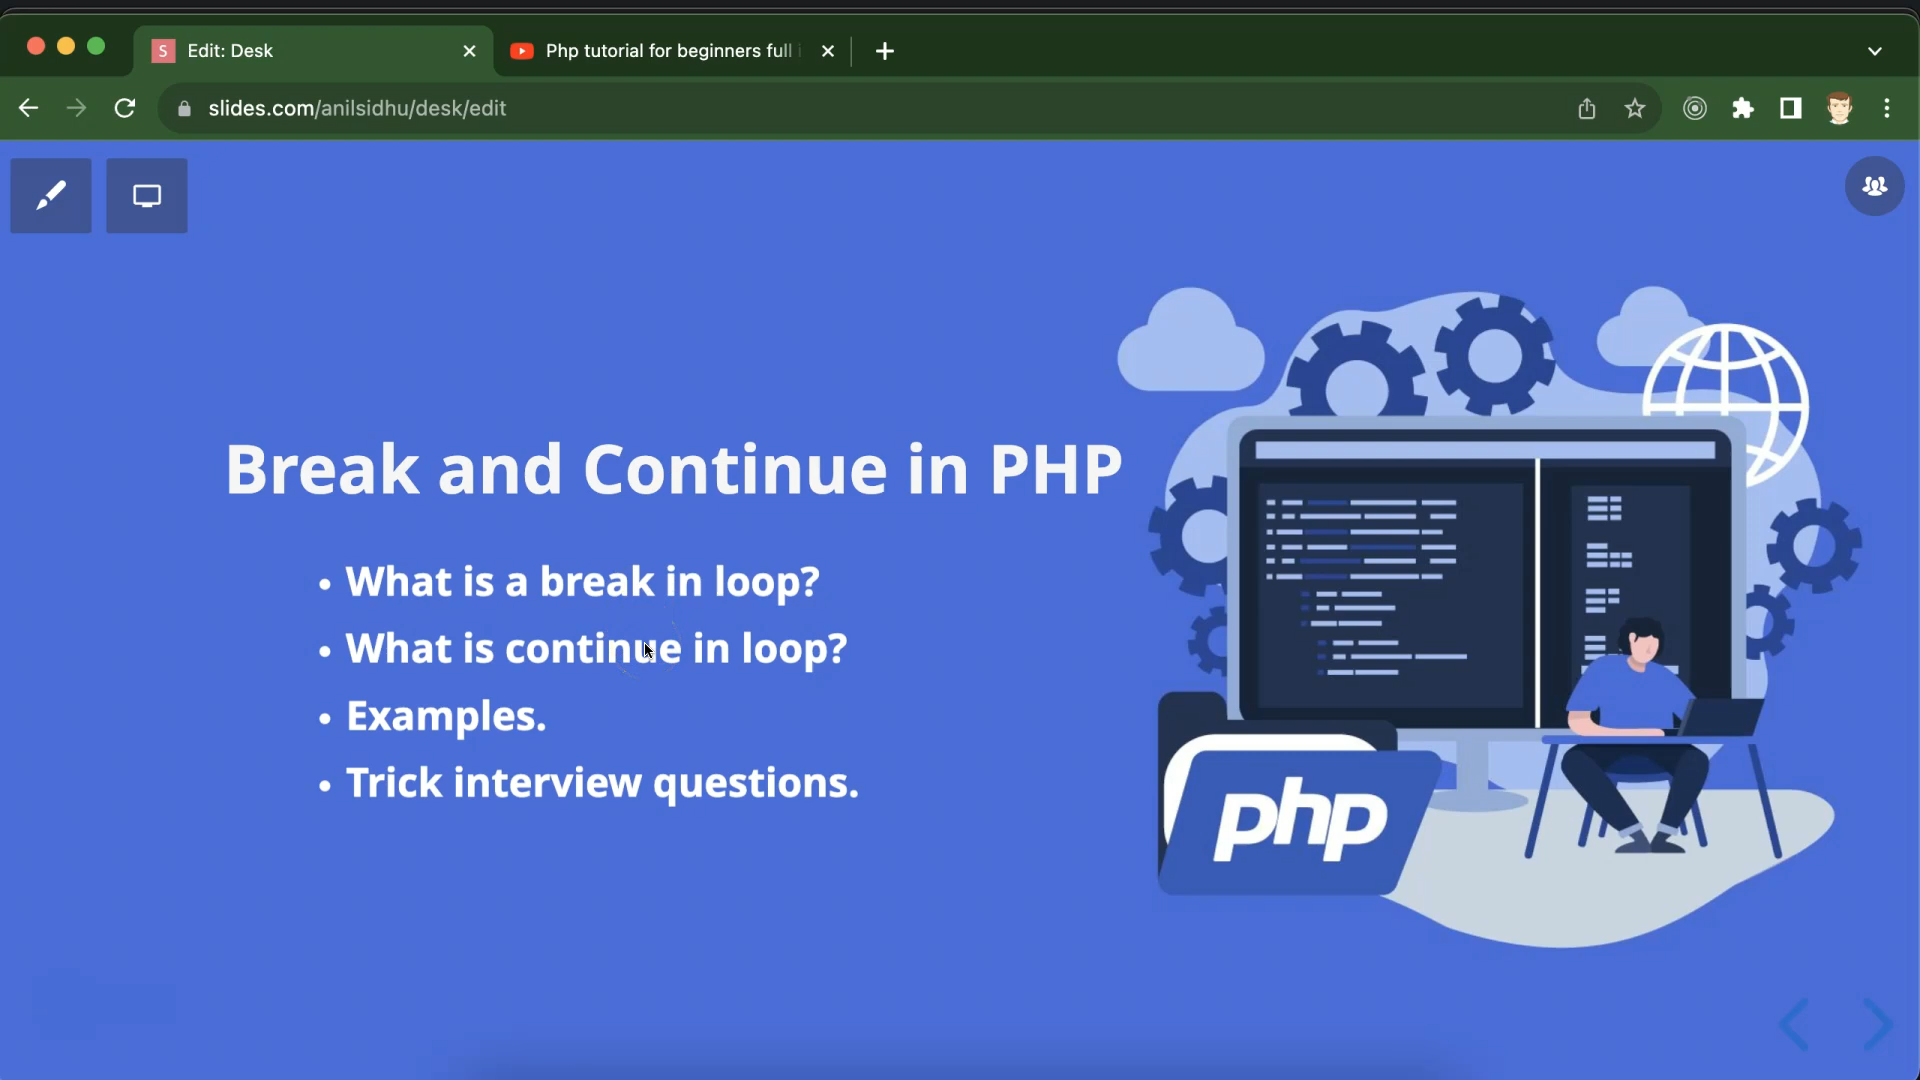 S Edit: Desk
Php tutorial for beginners full i
slides.com/anilsidhu/desk/edit
Break and Continue in PHP
• What is a break in loop?
• What is continue in loop?
• Examples.
• Trick interview questions.
php